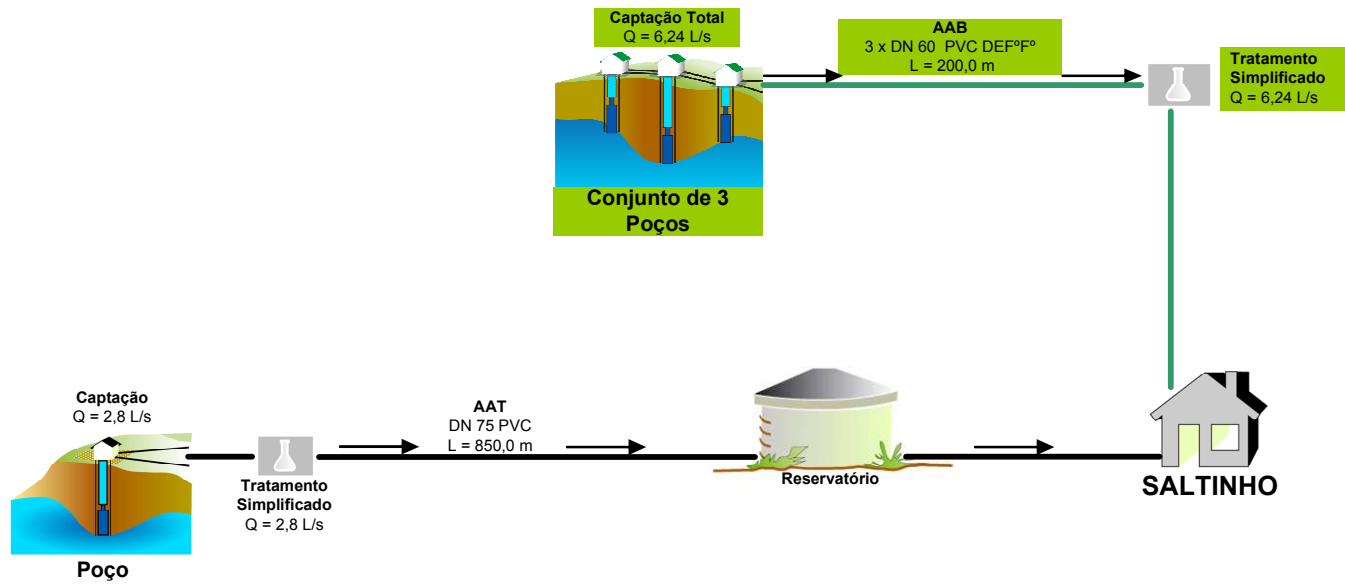 Captação Total
Q = 6,24 L/s
AAB
3 x DN 60 PVC DEFºFº
L = 200,0 m
Tratamento
Simplificado
Q = 6,24 L/s
Conjunto de 3
Poços
Captação
Q = 2,8 L/s
AAT
DN 75 PVC
L = 850,0 m
Tratamento
Simplificado
Q = 2,8 L/s
Poço
Reservatório
SALTINHO